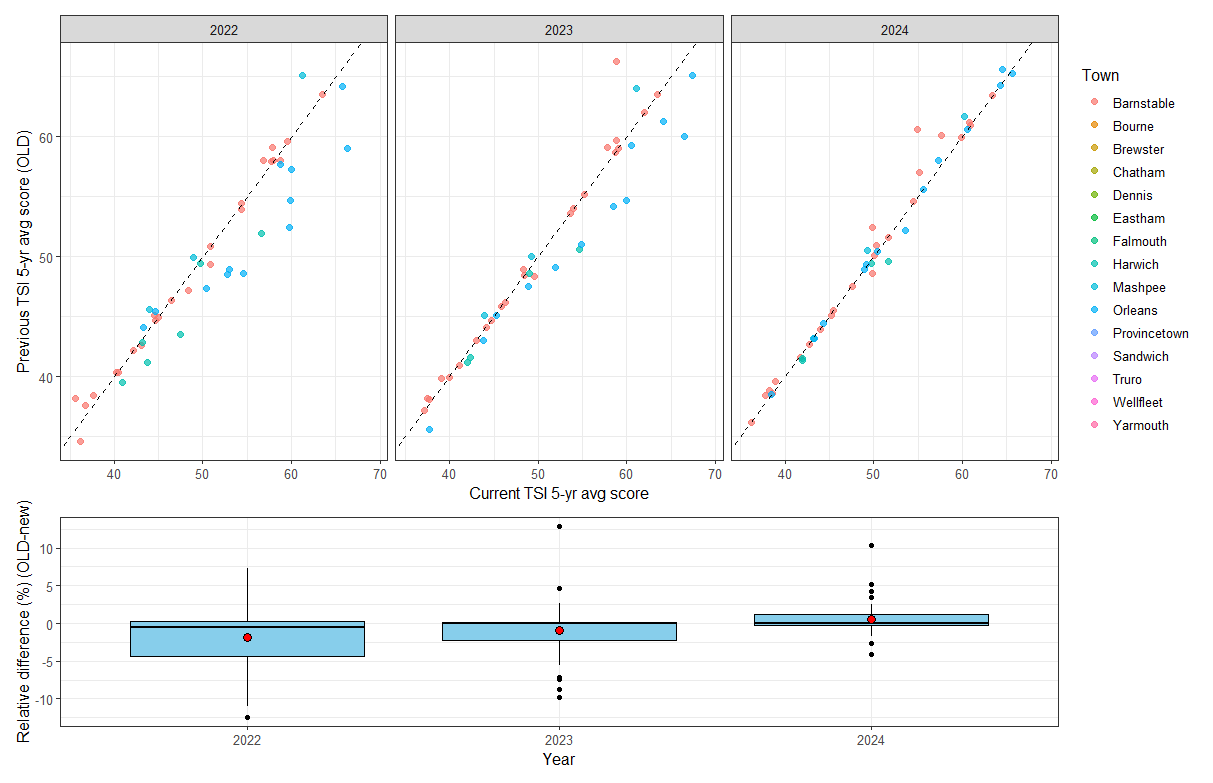 2022 2023 2024
Previous TSI 5-yr avg score (OLD)
60
50
40
40 50 60 70 40 50 60 70 40 50 60 70
Current TSI 5-yr avg score
Town
Barnstable
Bourne
Brewster
Chatham
Dennis
Eastham
Falmouth
Harwich
Mashpee
Orleans
Provincetown
Sandwich
Truro
Wellfleet
Yarmouth
Relative difference (%) (OLD-new)
10
5
0
-5
-10
2022 2023 2024
Year